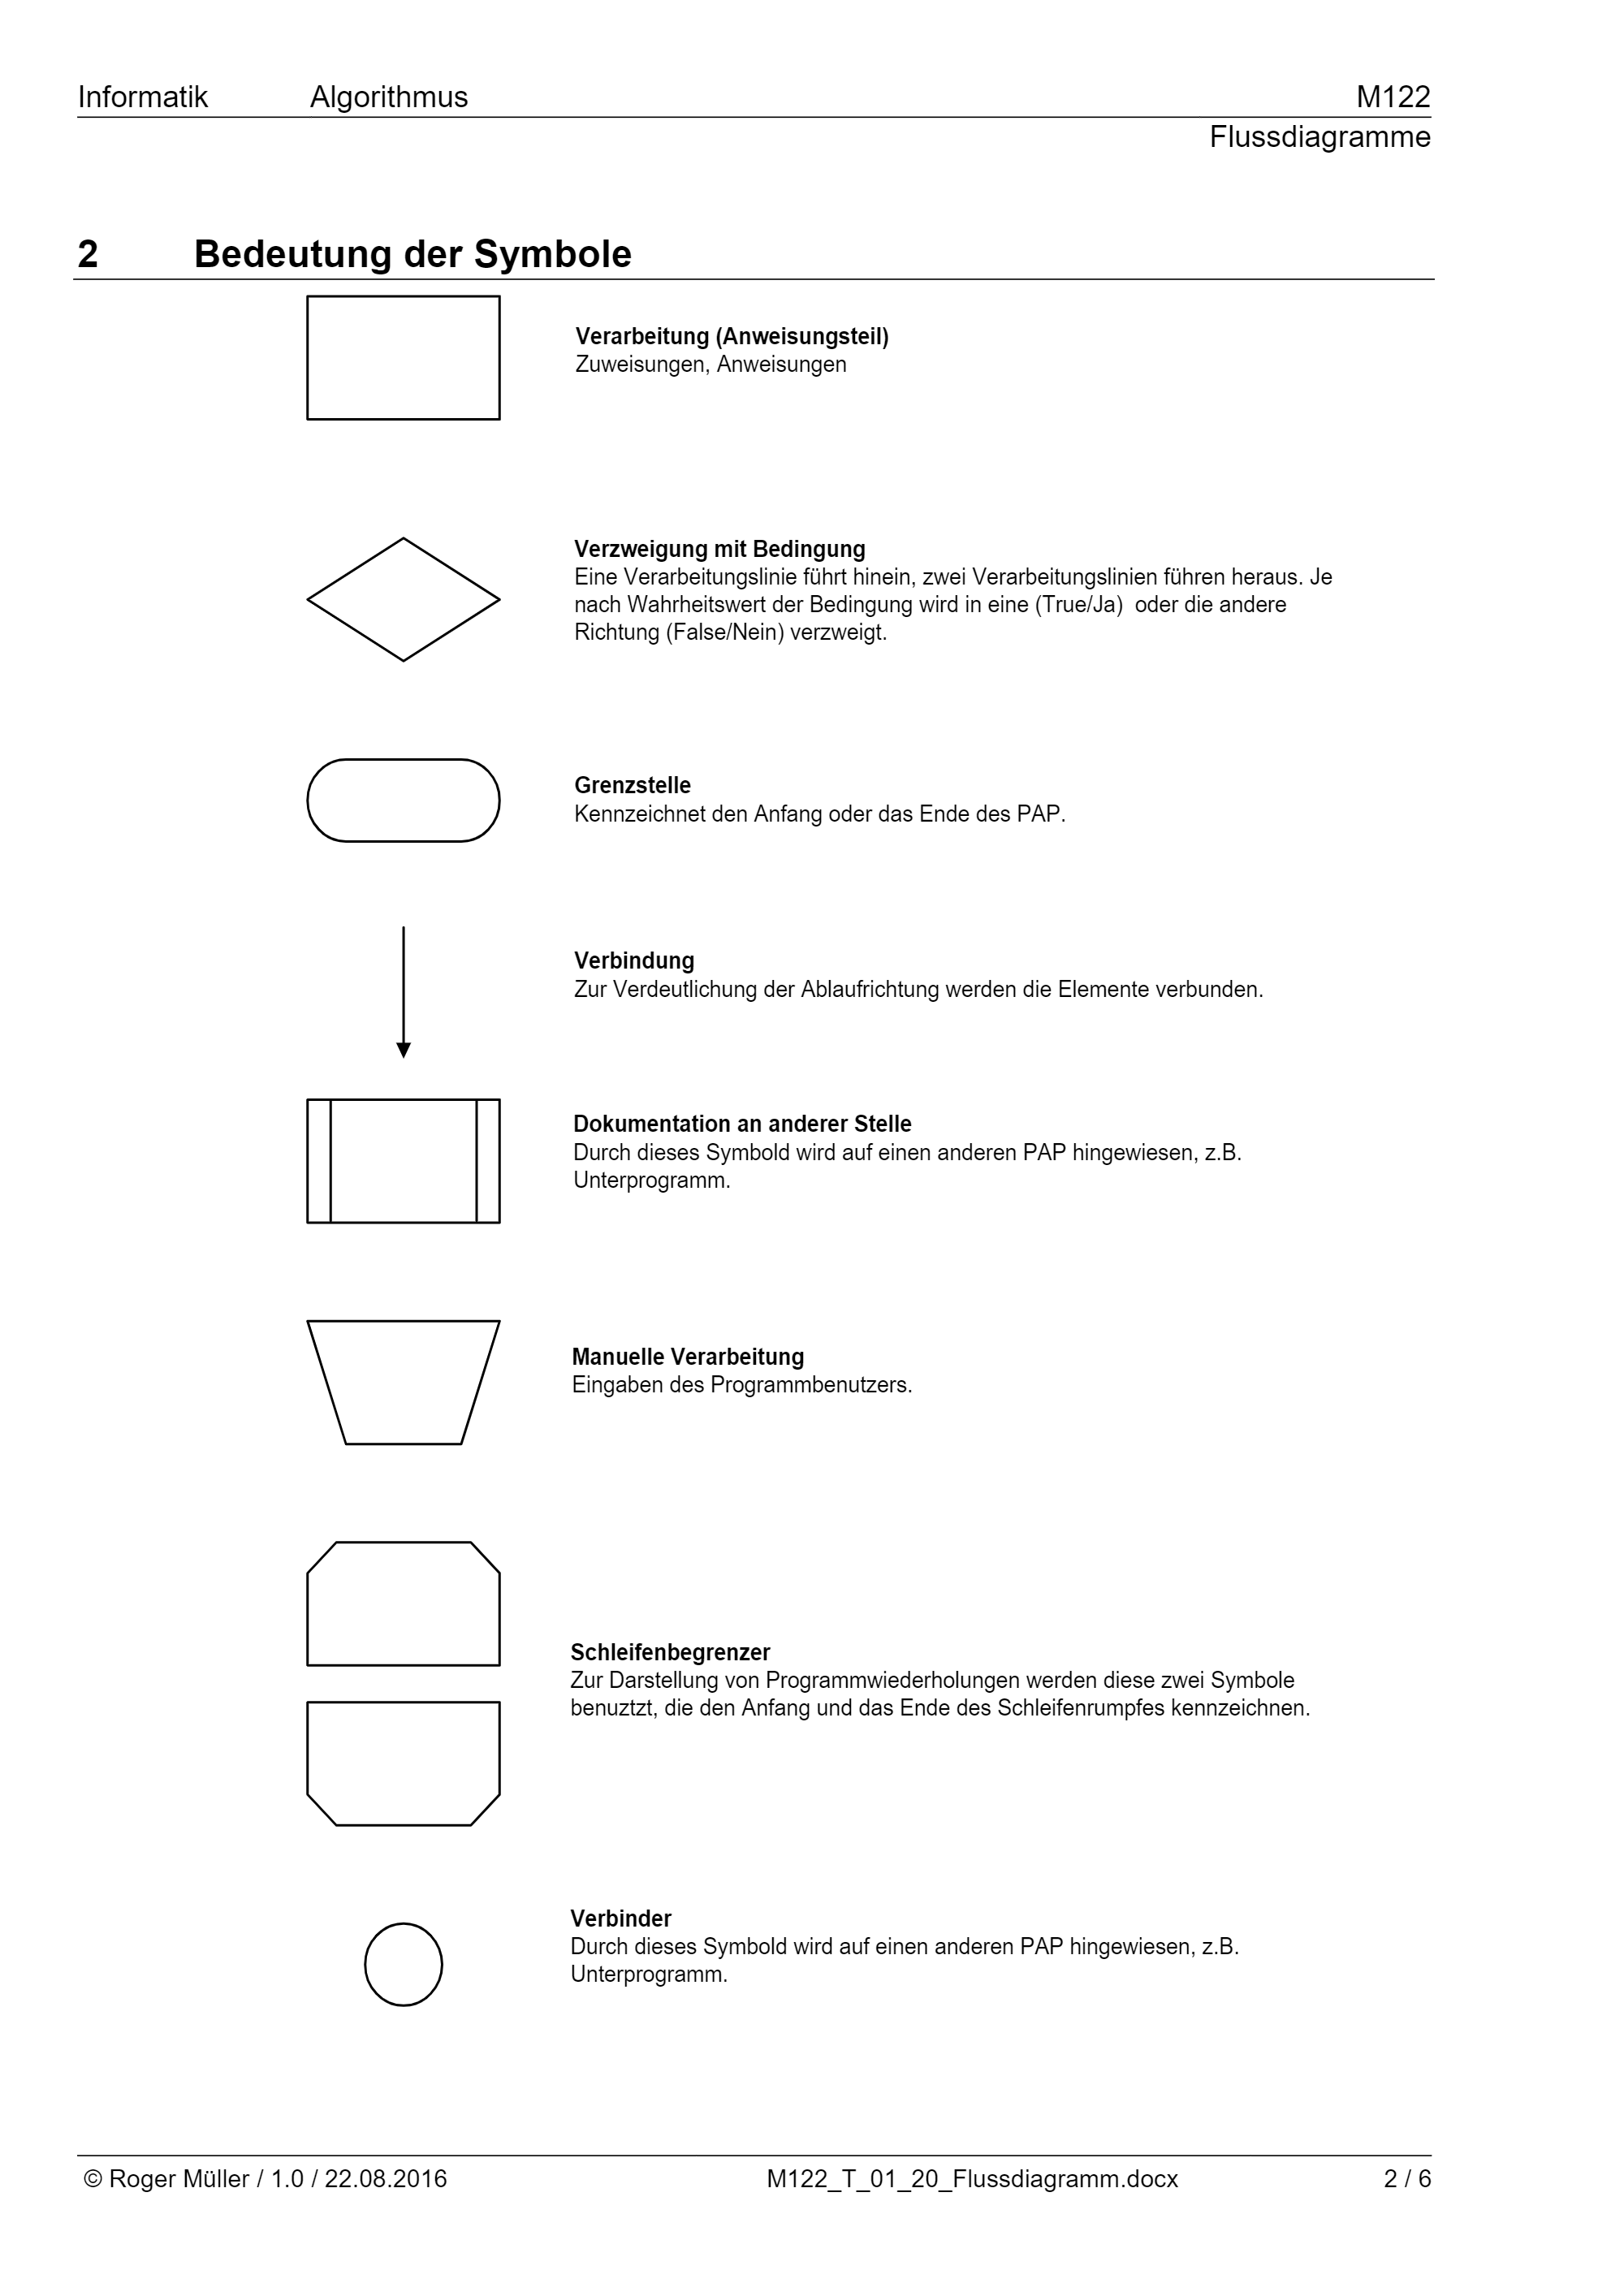 Informatik Algorithmus M122
Flussdiagramme
2 Bedeutung der Symbole
Verarbeitung (Anweisungsteil)
Zuweisungen, Anweisungen
Verzweigung mit Bedingung
Eine Verarbeitungslinie führt hinein, zwei Verarbeitungslinien führen heraus. Je
nach Wahrheitswert der Bedingung wird in eine (True/Ja)  oder die andere
Richtung (False/Nein) verzweigt.
Grenzstelle
Kennzeichnet den Anfang oder das Ende des PAP.
Verbindung
Zur Verdeutlichung der Ablaufrichtung werden die Elemente verbunden.
Dokumentation an anderer Stelle
Durch dieses Symbold wird auf einen anderen PAP hingewiesen, z.B.
Unterprogramm.
Manuelle Verarbeitung
Eingaben des Programmbenutzers.
Schleifenbegrenzer
Zur Darstellung von Programmwiederholungen werden diese zwei Symbole
benuztzt, die den Anfang und das Ende des Schleifenrumpfes kennzeichnen.
Verbinder
Durch dieses Symbold wird auf einen anderen PAP hingewiesen, z.B.
Unterprogramm.
© Roger Müller / 1.0 / 22.08.2016 M122_T_01_20_Flussdiagramm.docx 2 / 6